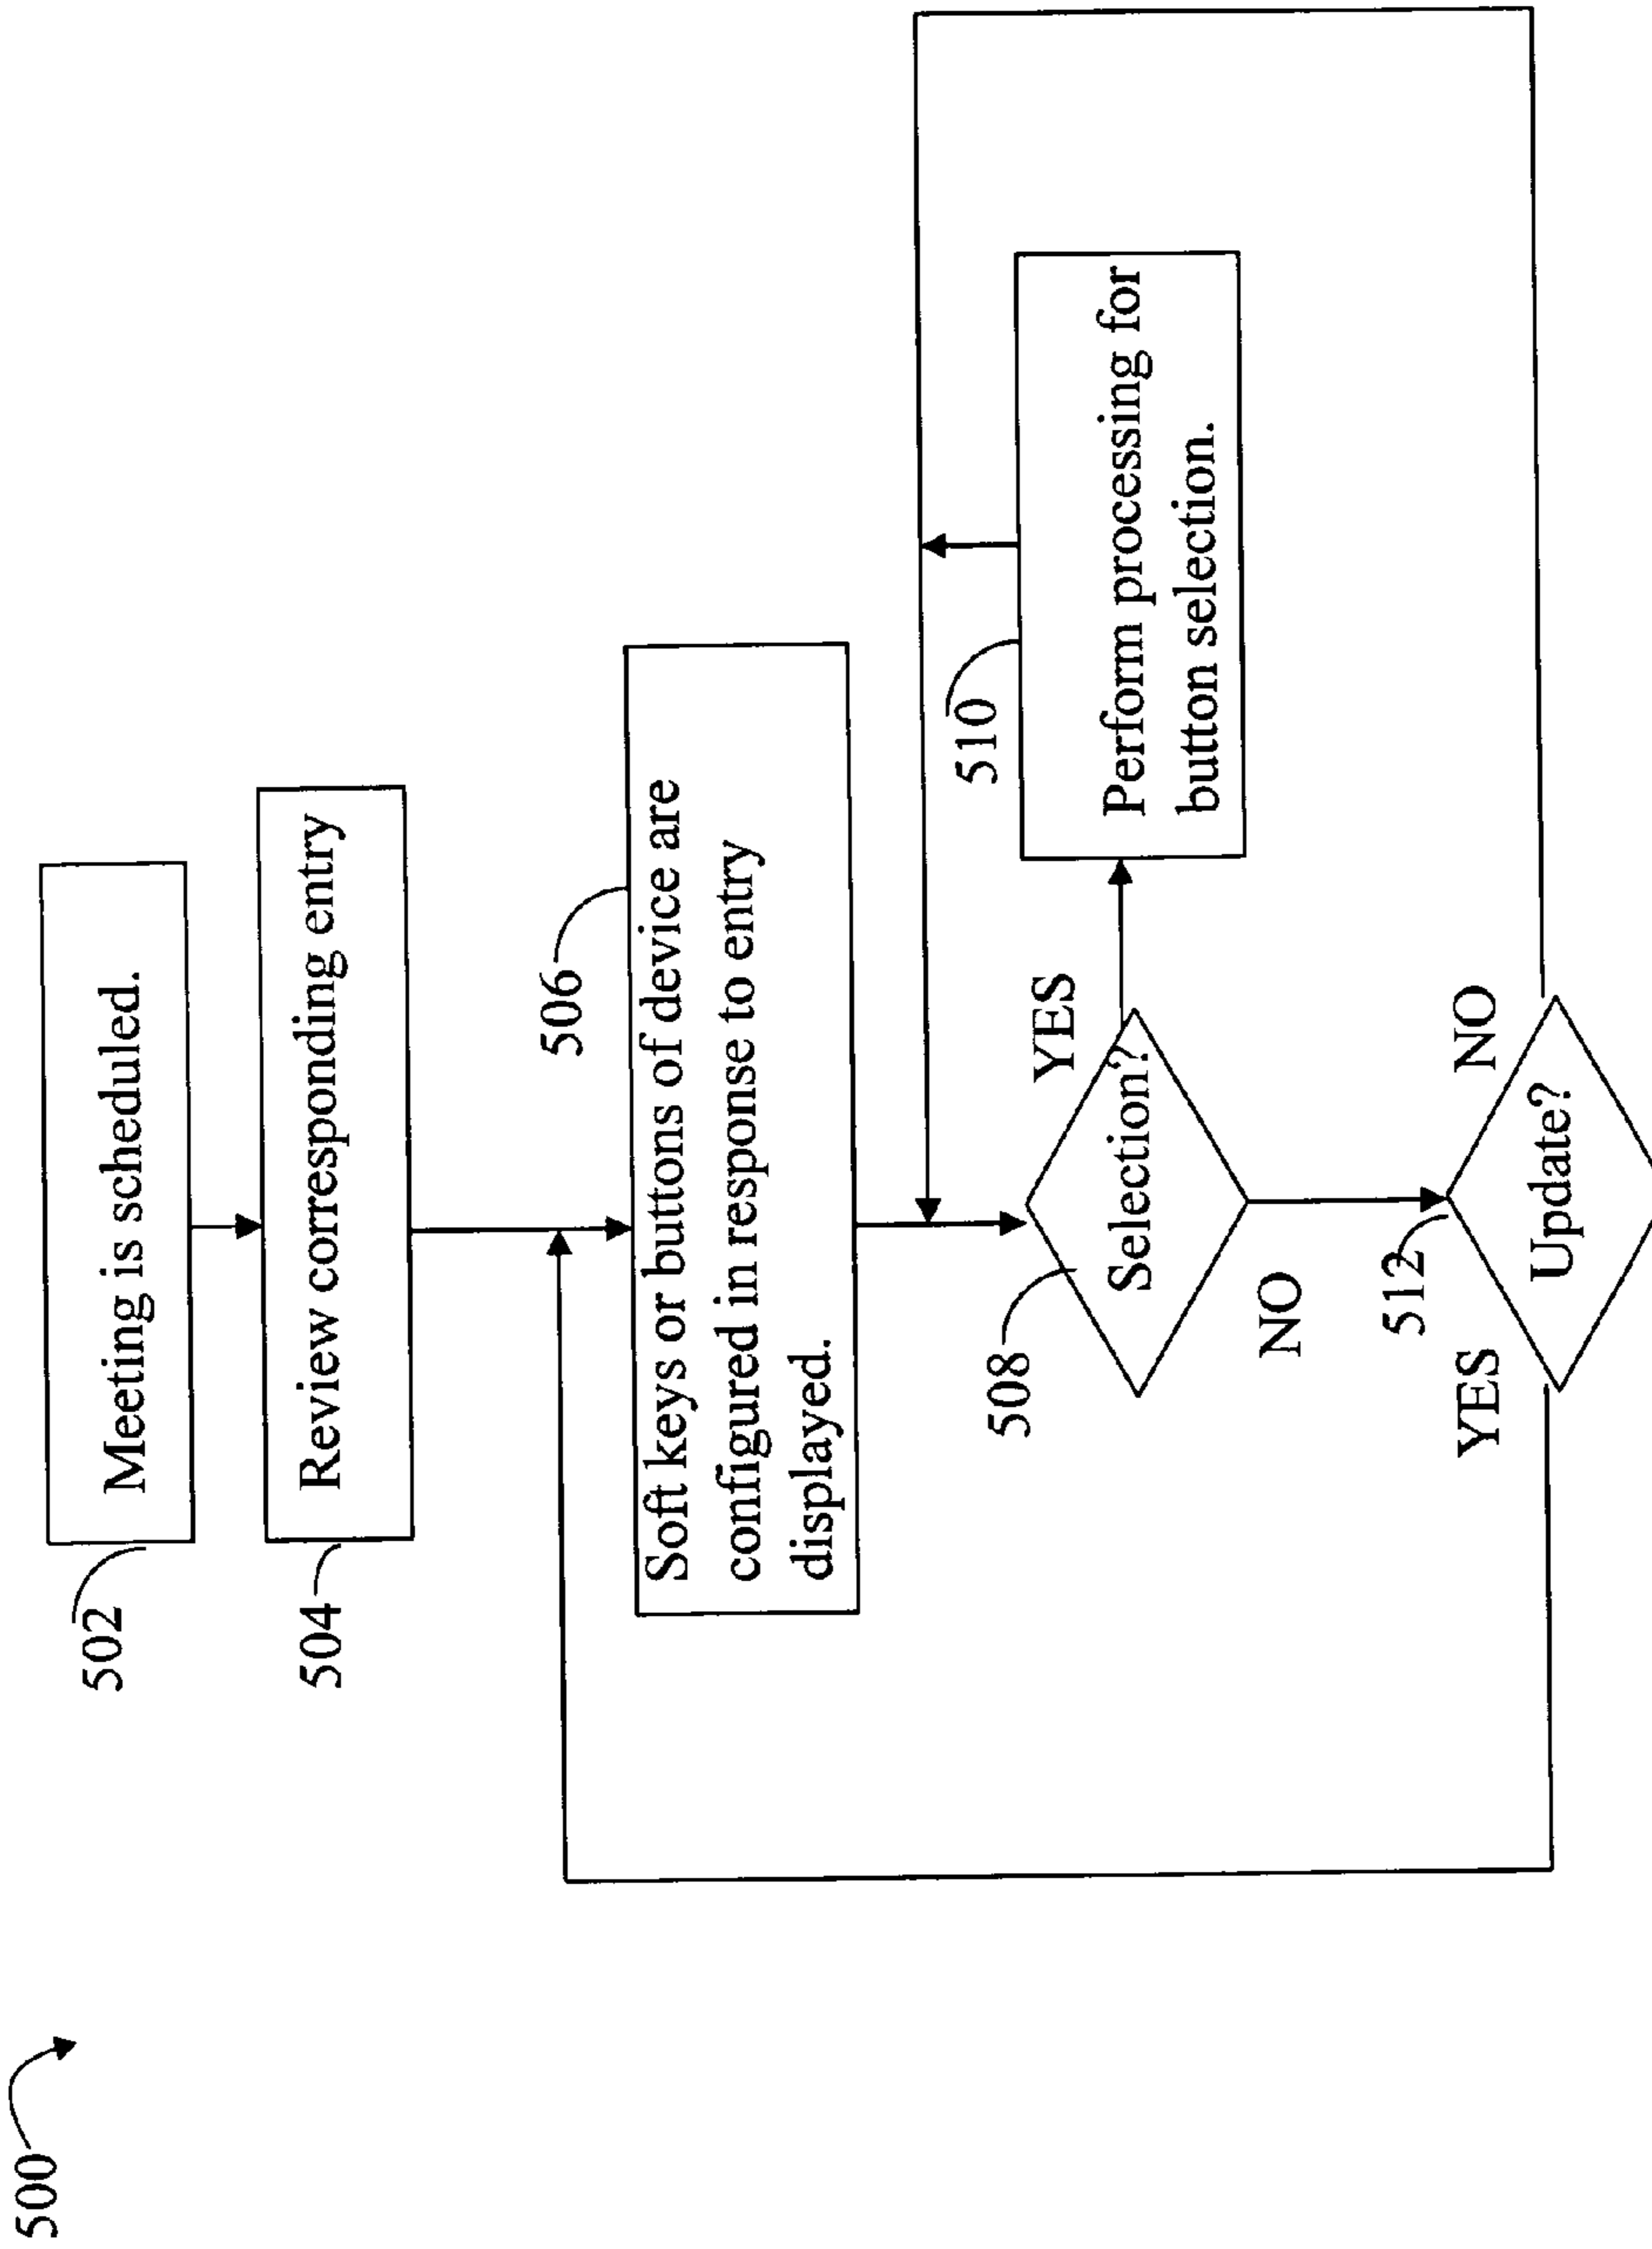 500
502
Meeting is scheduled.
504
Review corresponding entry
506
Soft keys or buttons of device are
configured in response to entry
displayed.
508
Selection?
YES
510
Perform processing for
button selection.
NO
512
Update?
YES
NO